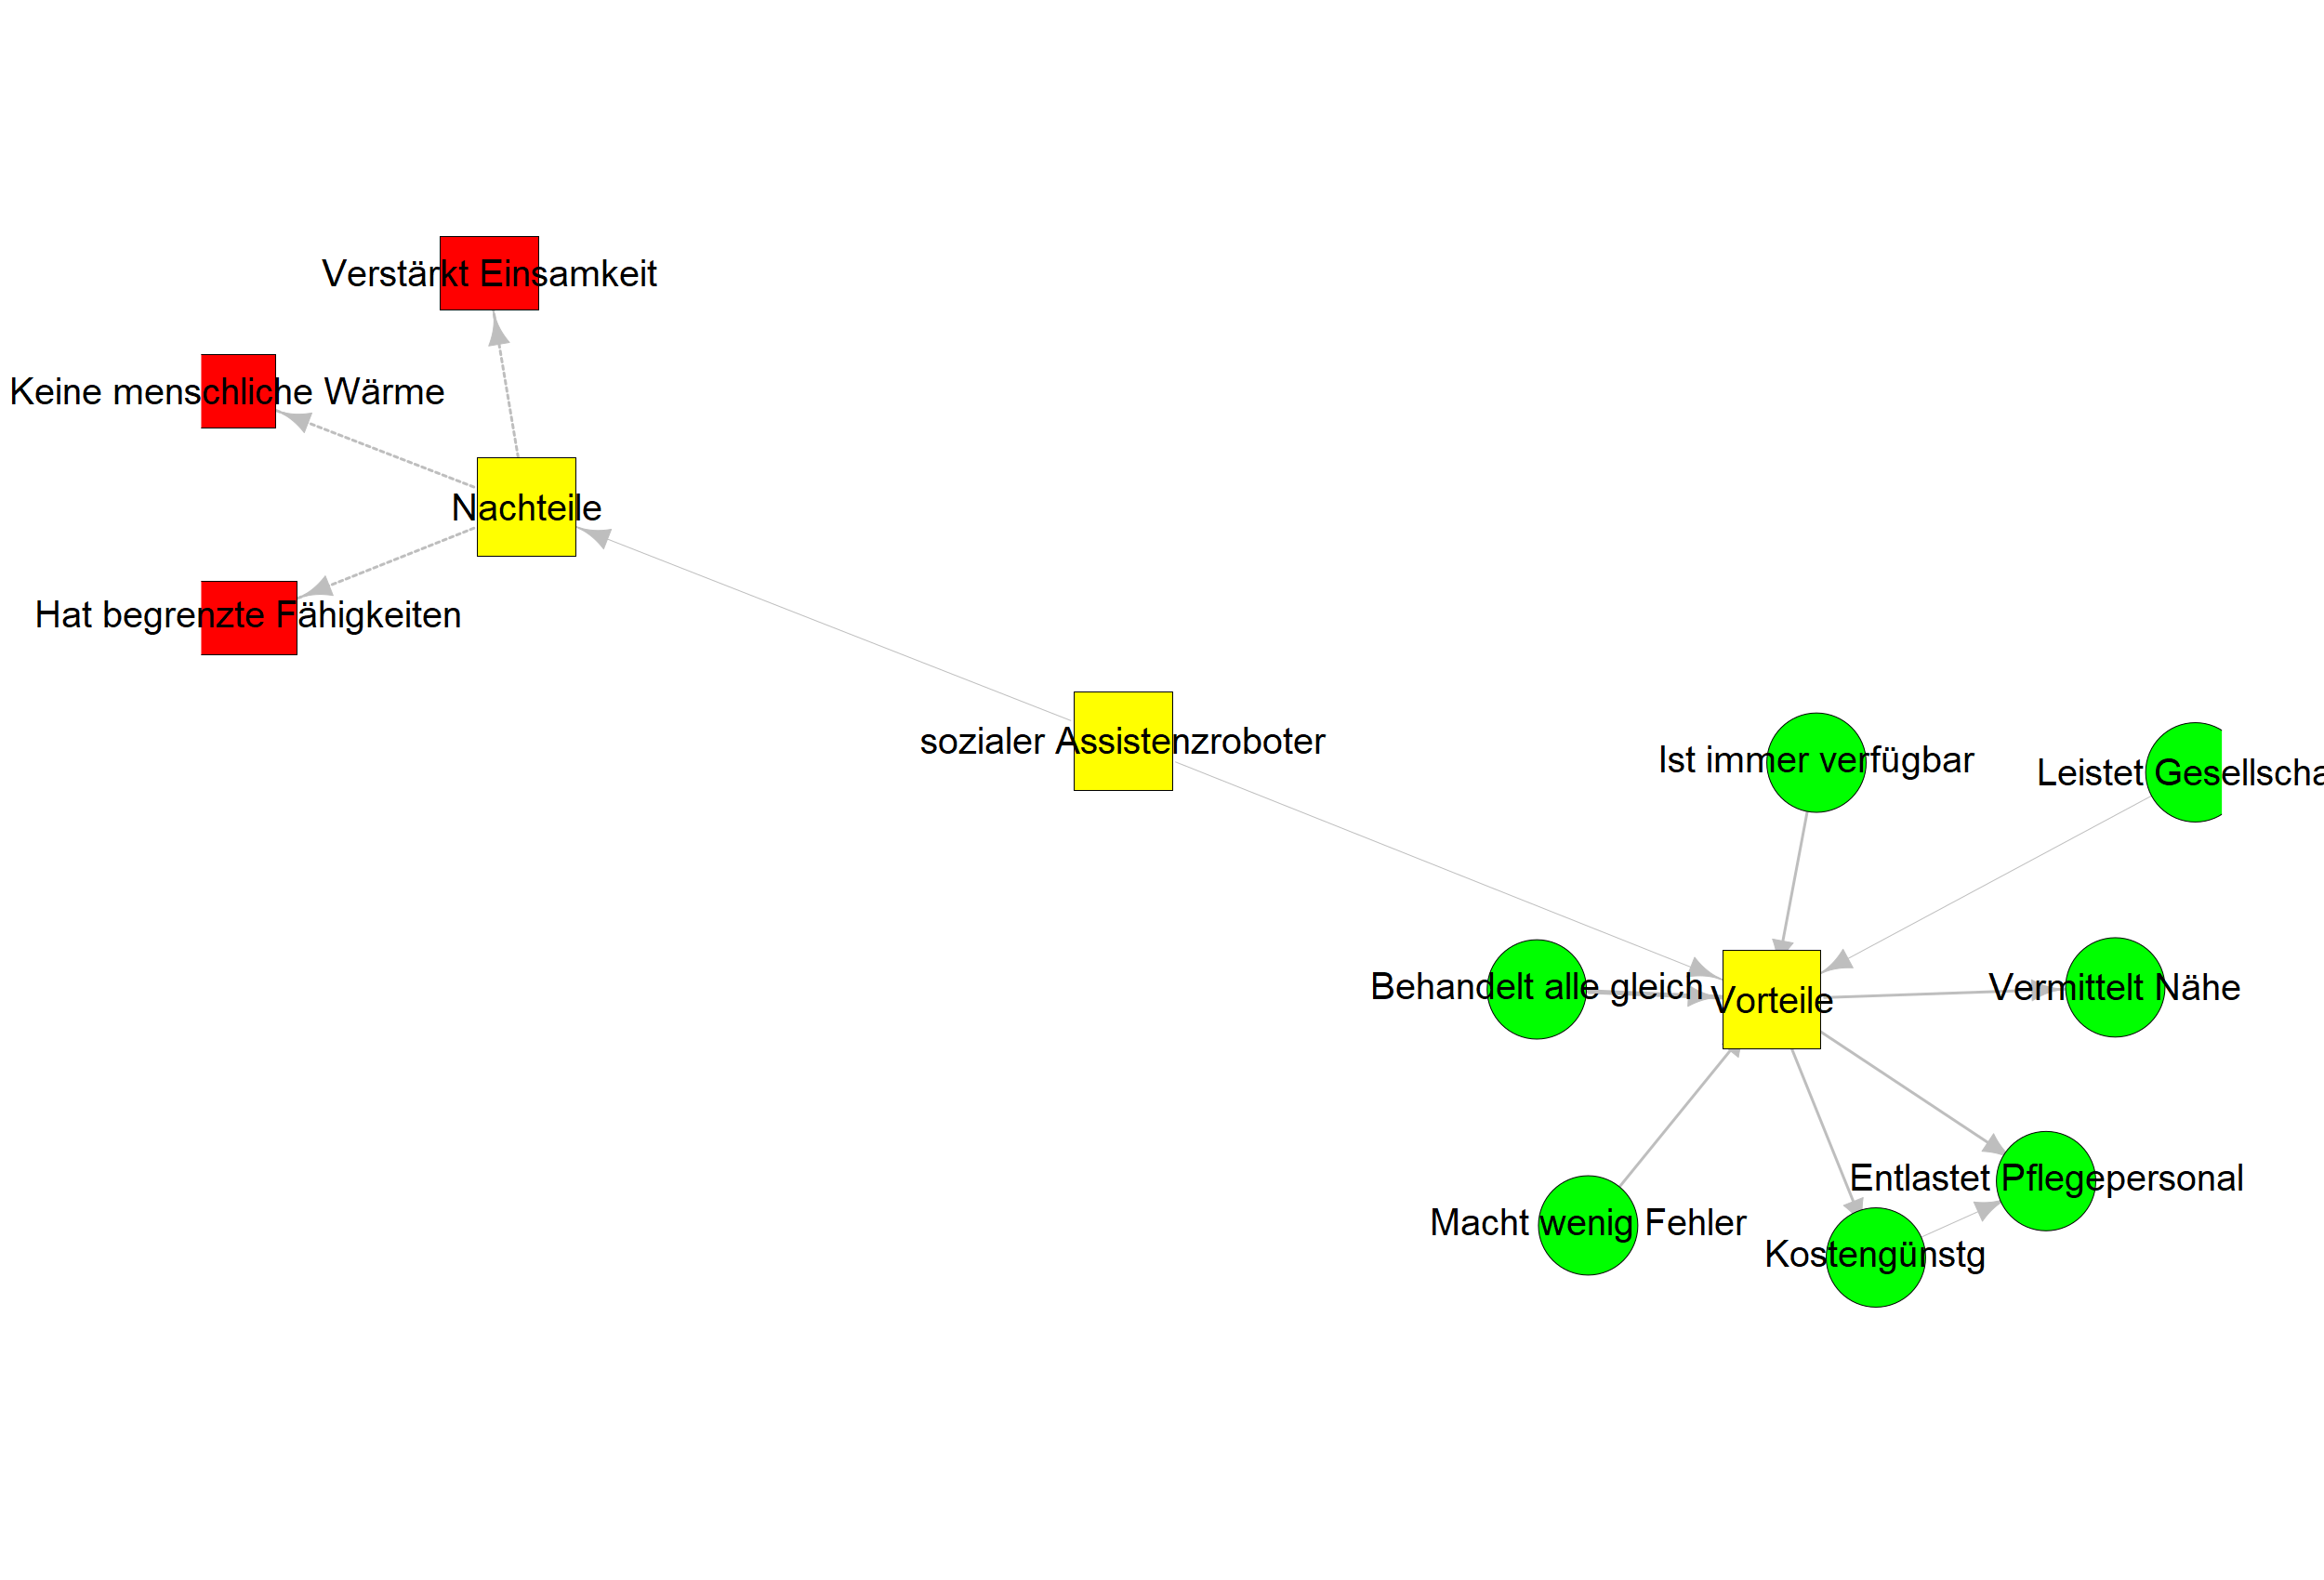 Verstärkt Einsamkeit
Keine menschliche Wärme
Nachteile
Hat begrenzte Fähigkeiten
sozialer Assistenzroboter
Ist immer verfügbar
Leistet Gesellscha
Behandelt alle gleich
Vorteile
Vermittelt Nähe
Entlastet Pflegepersonal
Macht wenig Fehler
Kostengünstg